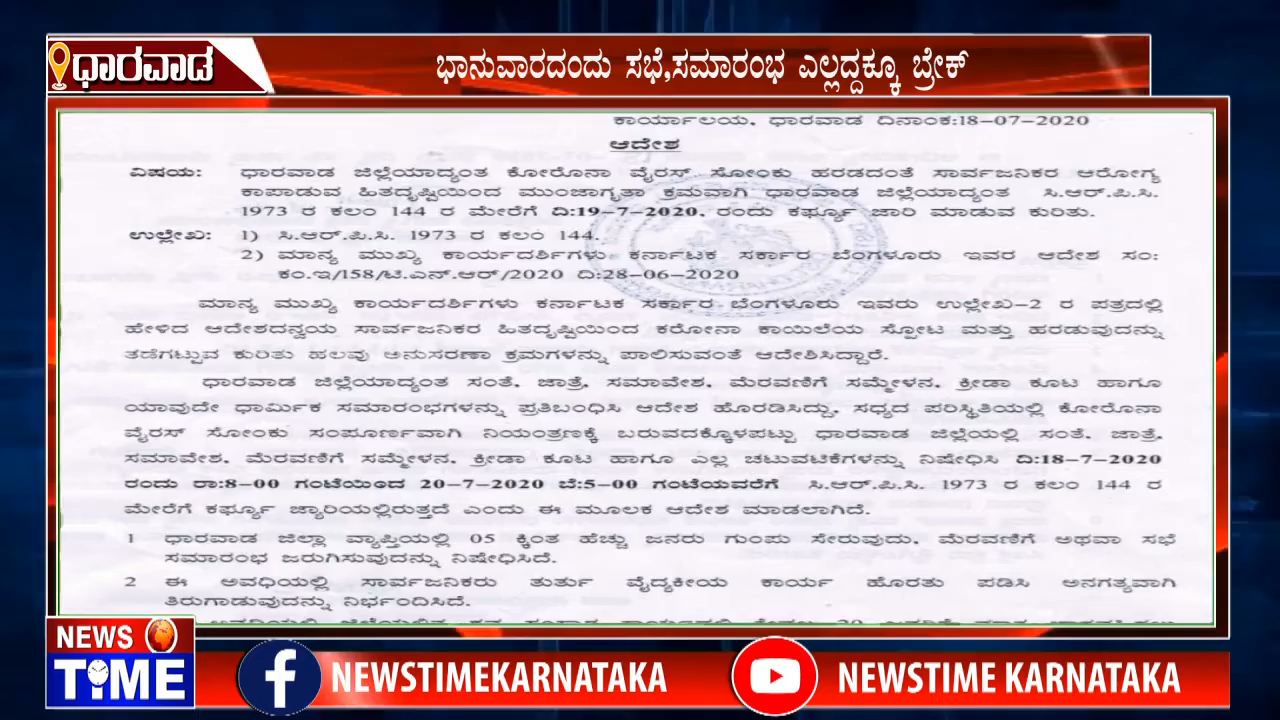 ಧಾರವಾಡ
ಭಾನುವಾರದಂದು ಸಭೆ,ಸಮಾರಂಭ ಎಲ್ಲದ್ದಕ್ಕೂ ಬ್ರೇಕ್
ಕಾರ್ಯಾಲಯ, ಧಾರವಾಡ ದಿನಾಂಕ:18-07-2020
ಆದೇಶ
ವಿಷಯ: ಧಾರವಾಡ ಜಿಲ್ಲೆಯಾದ್ಯಂತ ಕೋರೊನಾ ವೈರಸ್ ಸೋಂಕು ಹರಡದಂತೆ ಸಾರ್ವಜನಿಕರ ಆರೋಗ್ಯ
ಕಾಪಾಡುವ ಹಿತದೃಷ್ಟಿಯಿಂದ ಮುಂಜಾಗೃತಾ ಕ್ರಮವಾಗಿ ಧಾರವಾಡ ಜಿಲ್ಲೆಯಾದ್ಯಂತ ಸಿ.ಆರ್.ಪಿ.ಸಿ.
1973 ರ ಕಲಂ 144 ರ ಮೇರೆಗೆ ದಿ:19-7-2020, ರಂದು ಕರ್ಫ್ಯೂ ಜಾರಿ ಮಾಡುವ ಕುರಿತು.
ಉಲ್ಲೇಖ: 1) ಸಿ.ಆರ್.ಪಿ.ಸಿ. 1973 ರ ಕಲಂ 144.
2) ಮಾನ್ಯ ಮುಖ್ಯ ಕಾರ್ಯದರ್ಶಿಗಳು ಕರ್ನಾಟಕ ಸರ್ಕಾರ ಬೆಂಗಳೂರು ಇವರ ಆದೇಶ ಸಂ:
ಕಂ.ಇ/158/ಟಿ.ಎನ್.ಆರ್/2020 ದಿ:28-06-2020
ಮಾನ್ಯ ಮುಖ್ಯ ಕಾರ್ಯದರ್ಶಿಗಳು ಕರ್ನಾಟಕ ಸರ್ಕಾರ ಬೆಂಗಳೂರು ಇವರು ಉಲ್ಲೇಖ-2 ರ ಪತ್ರದಲ್ಲಿ
ಹೇಳಿದ ಆದೇಶದನ್ವಯ ಸಾರ್ವಜನಿಕರ ಹಿತದೃಷ್ಟಿಯಿಂದ ಕರೋನಾ ಕಾಯಿಲೆಯ ಸ್ಪೋಟ ಮತ್ತು ಹರಡುವುದನ್ನು
ತಡೆಗಟ್ಟುವ ಕುರಿತು ಹಲವು ಅನುಸರಣಾ ಕ್ರಮಗಳನ್ನು ಪಾಲಿಸುವಂತೆ ಆದೇಶಿಸಿದ್ದಾರೆ.
ಧಾರವಾಡ ಜಿಲ್ಲೆಯಾದ್ಯಂತ ಸಂತೆ, ಜಾತ್ರೆ, ಸಮಾವೇಶ, ಮೆರವಣಿಗೆ ಸಮ್ಮೇಳನ, ಕ್ರೀಡಾ ಕೂಟ ಹಾಗೂ
ಯಾವುದೇ ಧಾರ್ಮಿಕ ಸಮಾರಂಭಗಳನ್ನು ಪ್ರತಿಬಂಧಿಸಿ ಆದೇಶ ಹೊರಡಿಸಿದ್ದು, ಸಧ್ಯದ ಪರಿಸ್ಥಿತಿಯಲ್ಲಿ ಕೋರೊನಾ
ವೈರಸ್ ಸೋಂಕು ಸಂಪೂರ್ಣವಾಗಿ ನಿಯಂತ್ರಣಕ್ಕೆ ಬರುವದಕ್ಕೊಳಪಟ್ಟು ಧಾರವಾಡ ಜಿಲ್ಲೆಯಲ್ಲಿ ಸಂತೆ, ಜಾತ್ರೆ,
ಸಮಾವೇಶ, ಮೆರವಣಿಗೆ ಸಮ್ಮೇಳನ, ಕ್ರೀಡಾ ಕೂಟ ಹಾಗೂ ಎಲ್ಲ ಚಟುವಟಿಕೆಗಳನ್ನು ನಿಷೇಧಿಸಿ ದಿ:18-7-2020
ರಂದು ರಾ:8-00 ಗಂಟೆಯಿಂದ 20-7-2020 ಬೆ:5-00 ಗಂಟೆಯವರೆಗೆ ಸಿ.ಆರ್.ಪಿ.ಸಿ. 1973 ರ ಕಲಂ 144 ರ
ಮೇರೆಗೆ ಕರ್ಫ್ಯೂ ಜ್ಯಾರಿಯಲ್ಲಿರುತ್ತದೆ ಎಂದು ಈ ಮೂಲಕ ಆದೇಶ ಮಾಡಲಾಗಿದೆ.
1 ಧಾರವಾಡ ಜಿಲ್ಲಾ ವ್ಯಾಪ್ತಿಯಲ್ಲಿ 05 ಕ್ಕಿಂತ ಹೆಚ್ಚು ಜನರು ಗುಂಪು ಸೇರುವುದು, ಮೆರವಣಿಗೆ ಅಥವಾ ಸಭೆ
ಸಮಾರಂಭ ಜರುಗಿಸುವುದನ್ನು ನಿಷೇಧಿಸಿದೆ.
2 ಈ ಅವಧಿಯಲ್ಲಿ ಸಾರ್ವಜನಿಕರು ತುರ್ತು ವೈದ್ಯಕೀಯ ಕಾರ್ಯ ಹೊರತು ಪಡಿಸಿ ಅನಗತ್ಯವಾಗಿ
ತಿರುಗಾಡುವುದನ್ನು ನಿರ್ಭಂದಿಸಿದೆ.
NEWS
TIME
NEWSTIMEKARNATAKA
NEWSTIME KARNATAKA